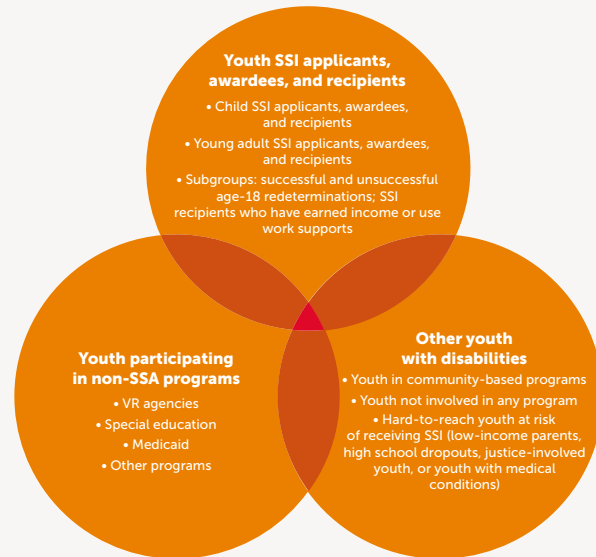 Youth SSI applicants,
awardees, and recipients
• Child SSI applicants, awardees,
and recipients
• Young adult SSI applicants, awardees,
and recipients
• Subgroups: successful and unsuccessful
age-18 redeterminations; SSI
recipients who have earned income or use
work supports
Youth participating
in non-SSA programs
• VR agencies
• Special education
• Medicaid
• Other programs
Other youth
with disabilities
• Youth in community-based programs
• Youth not involved in any program
• Hard-to-reach youth at risk
of receiving SSI (low-income parents,
high school dropouts, justice-involved
youth, or youth with medical
conditions)